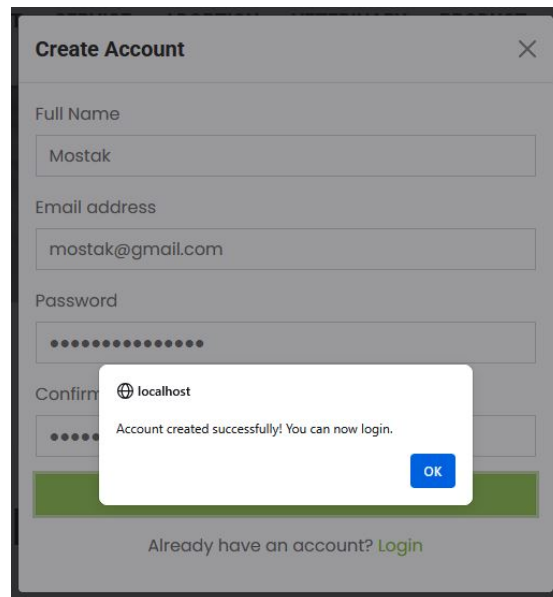 Create Account
Full Name
Mostak
Email address
mostak@gmail.com
Password
•••••••••••••••
localhost
Account created successfully! You can now login.
OK
Already have an account? Login